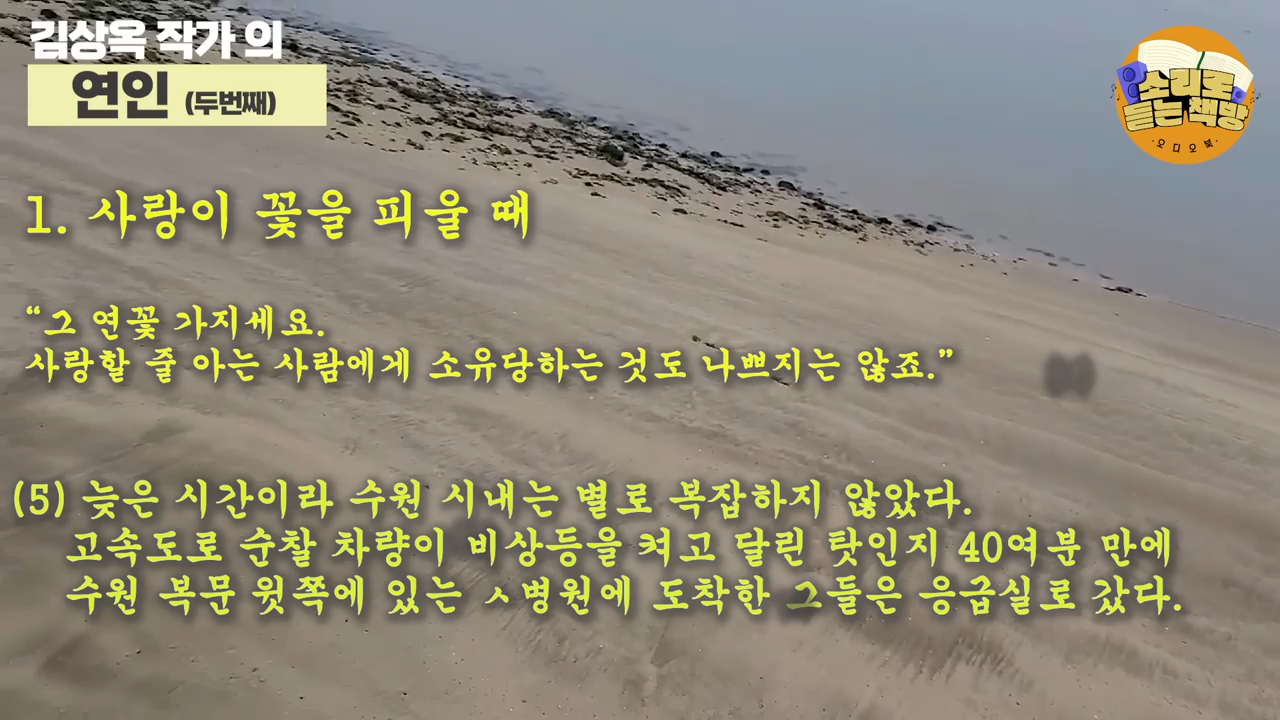 김상옥 작가 의
연인 (두번째)
소리로
듣는 책방
·오디오북·
1. 사랑이 꽃을 피울 때
“그 연꽃 가지세요.
사랑할 줄 아는 사람에게 소유당하는 것도 나쁘지는 않죠.”
(5) 늦은 시간이라 수원 시내는 별로 복잡하지 않았다.
고속도로 순찰 차량이 비상등을 켜고 달린 탓인지 40여분 만에
수원 북문 윗쪽에 있는 ㅅ병원에 도착한 그들은 응급실로 갔다.